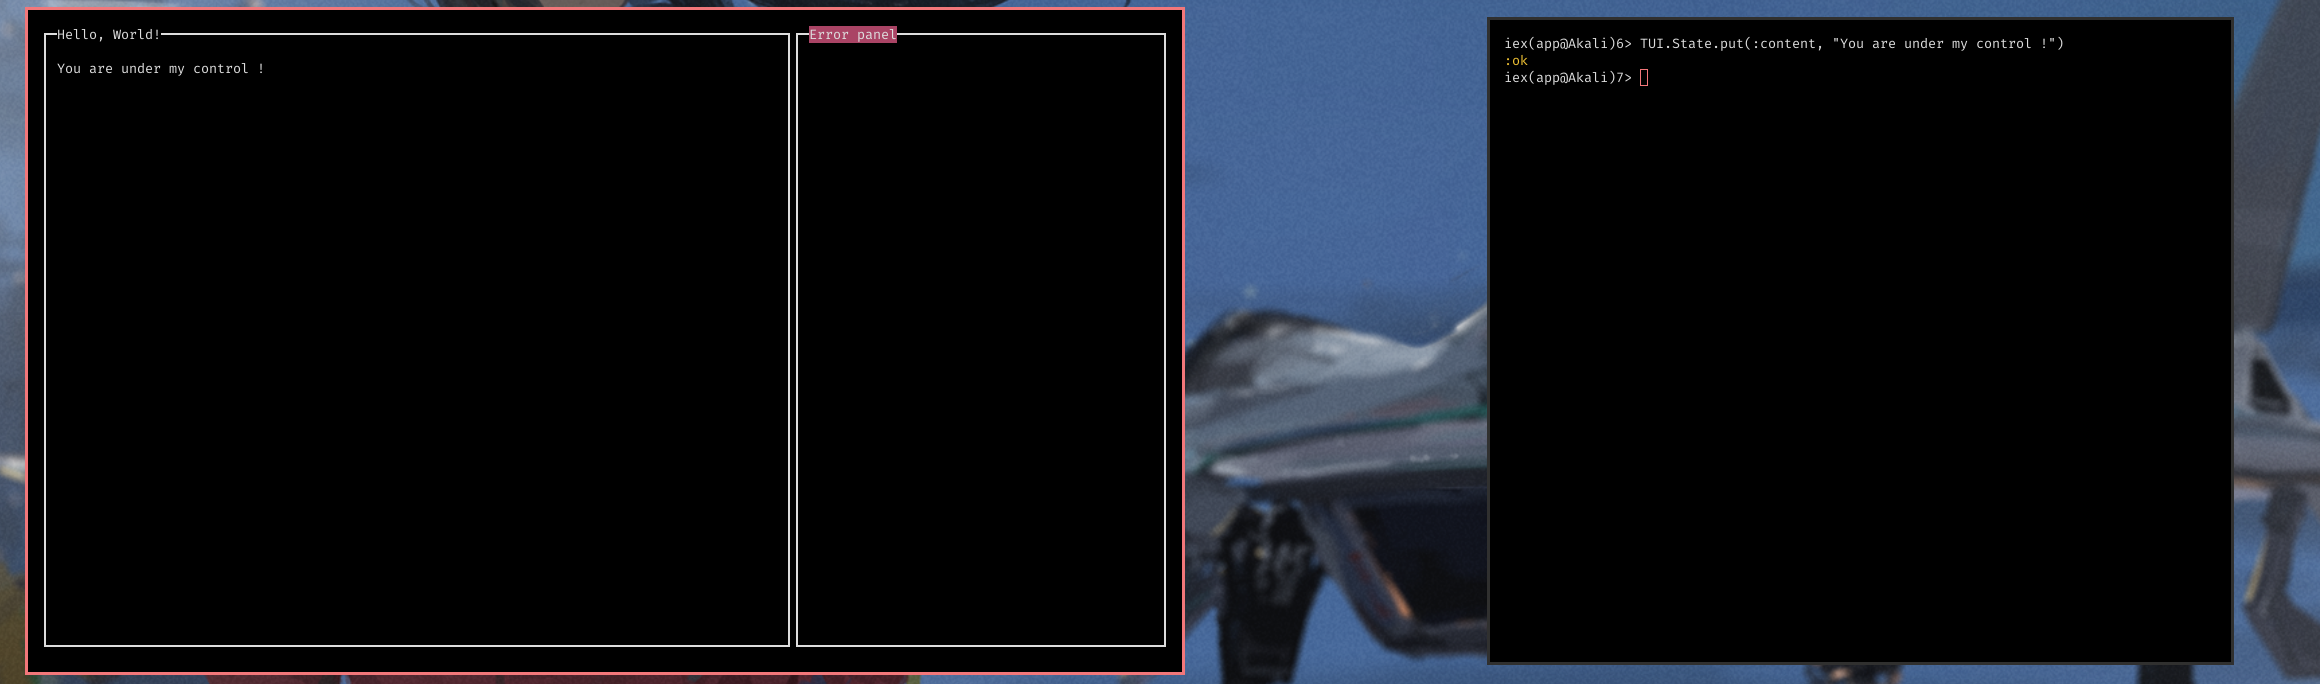 Hello, World!
Error panel
You are under my control !
iex(app@Akali)6> TUI.State.put(:content, "You are under my control !")
:ok
iex(app@Akali)7>